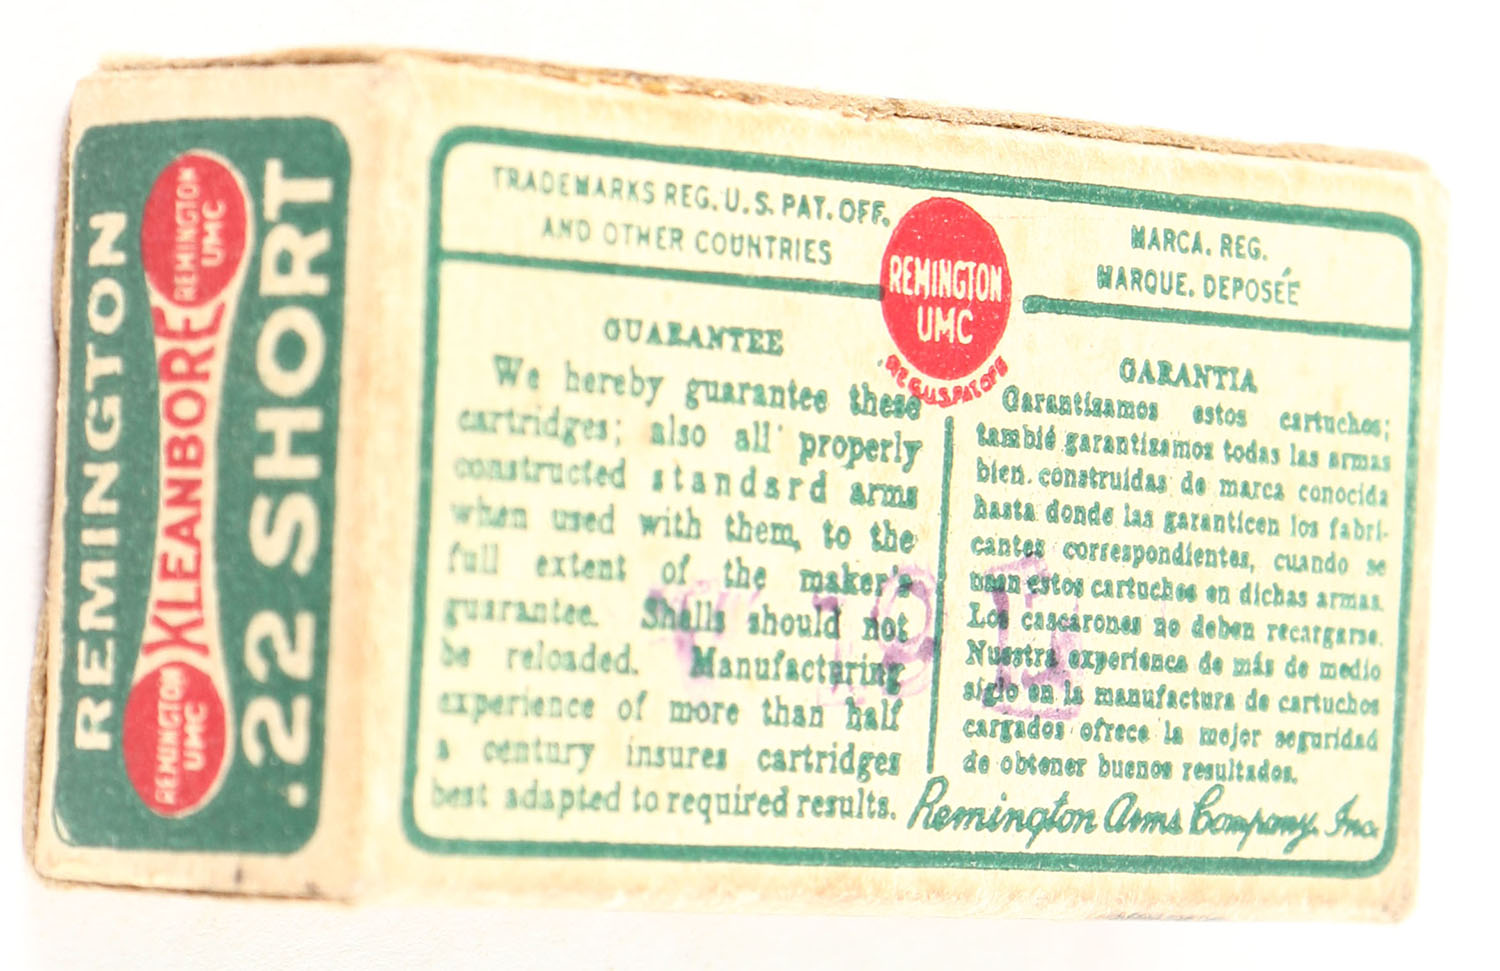 REMINGTON
REMINGTON
UMC
KLEANBORE
REMINGTON
UMC
.22 SHORT
TRADEMARKS REG. U.S. PAT. OFF.
AND OTHER COUNTRIES
REMINGTON
UMC
REG. U.S. PAT. OFF.
MARCA. REG.
MARQUE. DEPOSÉE
GUARANTEE
We hereby guarantee these
cartridges; also all properly
constructed standard arms
when used with them, to the
full extent of the maker's
guarantee. Shells should not
be reloaded. Manufacturing
experience of more than half
a century insures cartridges
best adapted to required results.
GARANTIA
Garantizamos estos cartuchos;
tambié garantizamos todas las armas
bien construidas de marca conocida
hasta donde las garanticen los fabri-
cantes correspondientes, cuando se
usan estos cartuchos en dichas armas.
Los cascarones no deben recargarse.
Nuestra experienca de más de medio
siglo en la manufactura de cartuchos
cargados ofrece la mejor seguridad
de obtener buenos resultados.
Remington Arms Company, Inc.